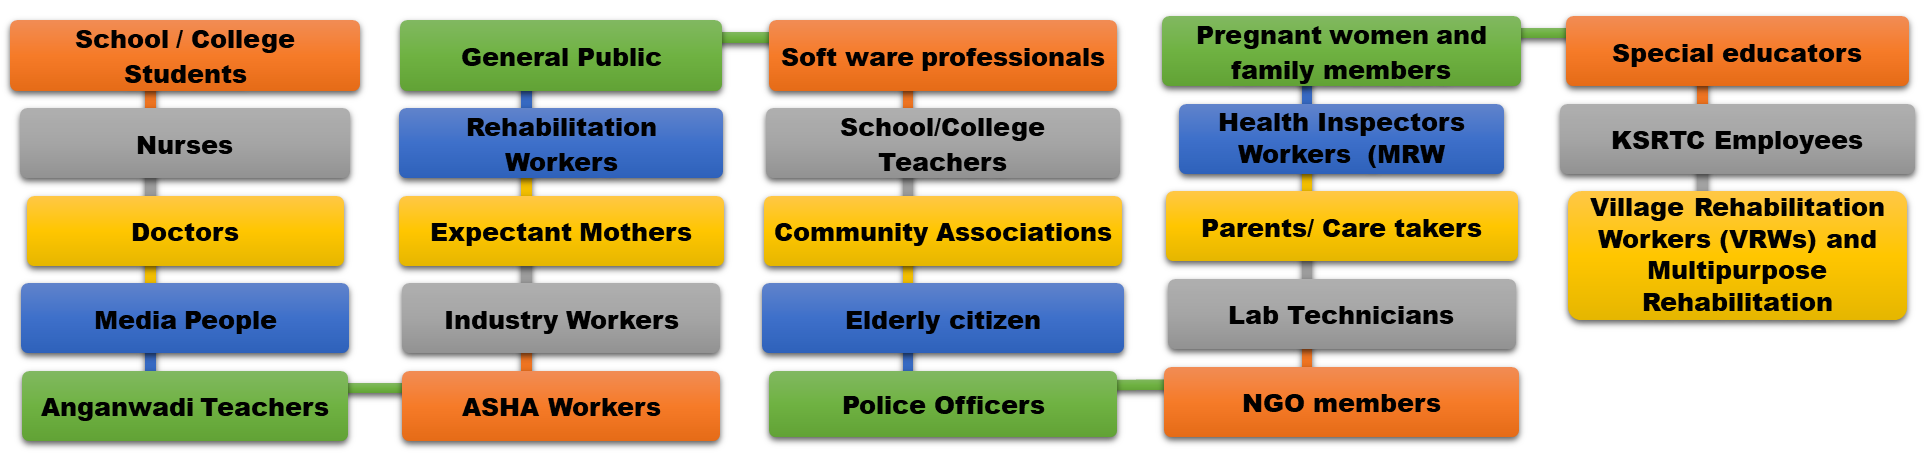 School / College
Students
Nurses
Doctors
Media People
Anganwadi Teachers
General Public
Rehabilitation
Workers
Expectant Mothers
Industry Workers
ASHA Workers
Soft ware professionals
School/College
Teachers
Community Associations
Elderly citizen
Police Officers
Pregnant women and
family members
Health Inspectors
Workers  (MRW
Parents/ Care takers
Lab Technicians
NGO members
Special educators
KSRTC Employees
Village Rehabilitation
Workers (VRWs) and
Multipurpose
Rehabilitation